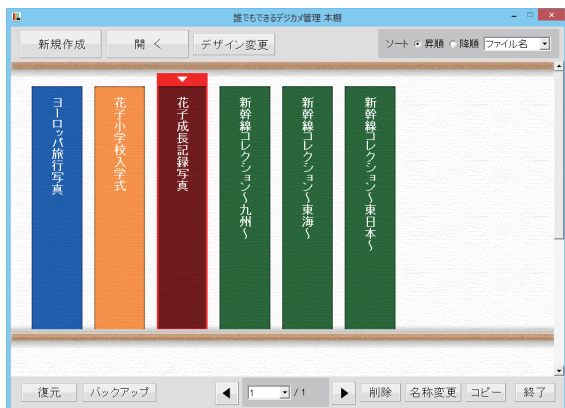 誰でもできるデジカメ管理 本棚
新規作成
開 く
デザイン変更
ソート 昇順 降順 ファイル名
ヨーロッパ旅行写真
花子小学校入学式
花子成長記録写真
新幹線コレクション～九州～
新幹線コレクション～東海～
新幹線コレクション～東日本～
復元
バックアップ
1 / 1
削除
名称変更
コピー
終了